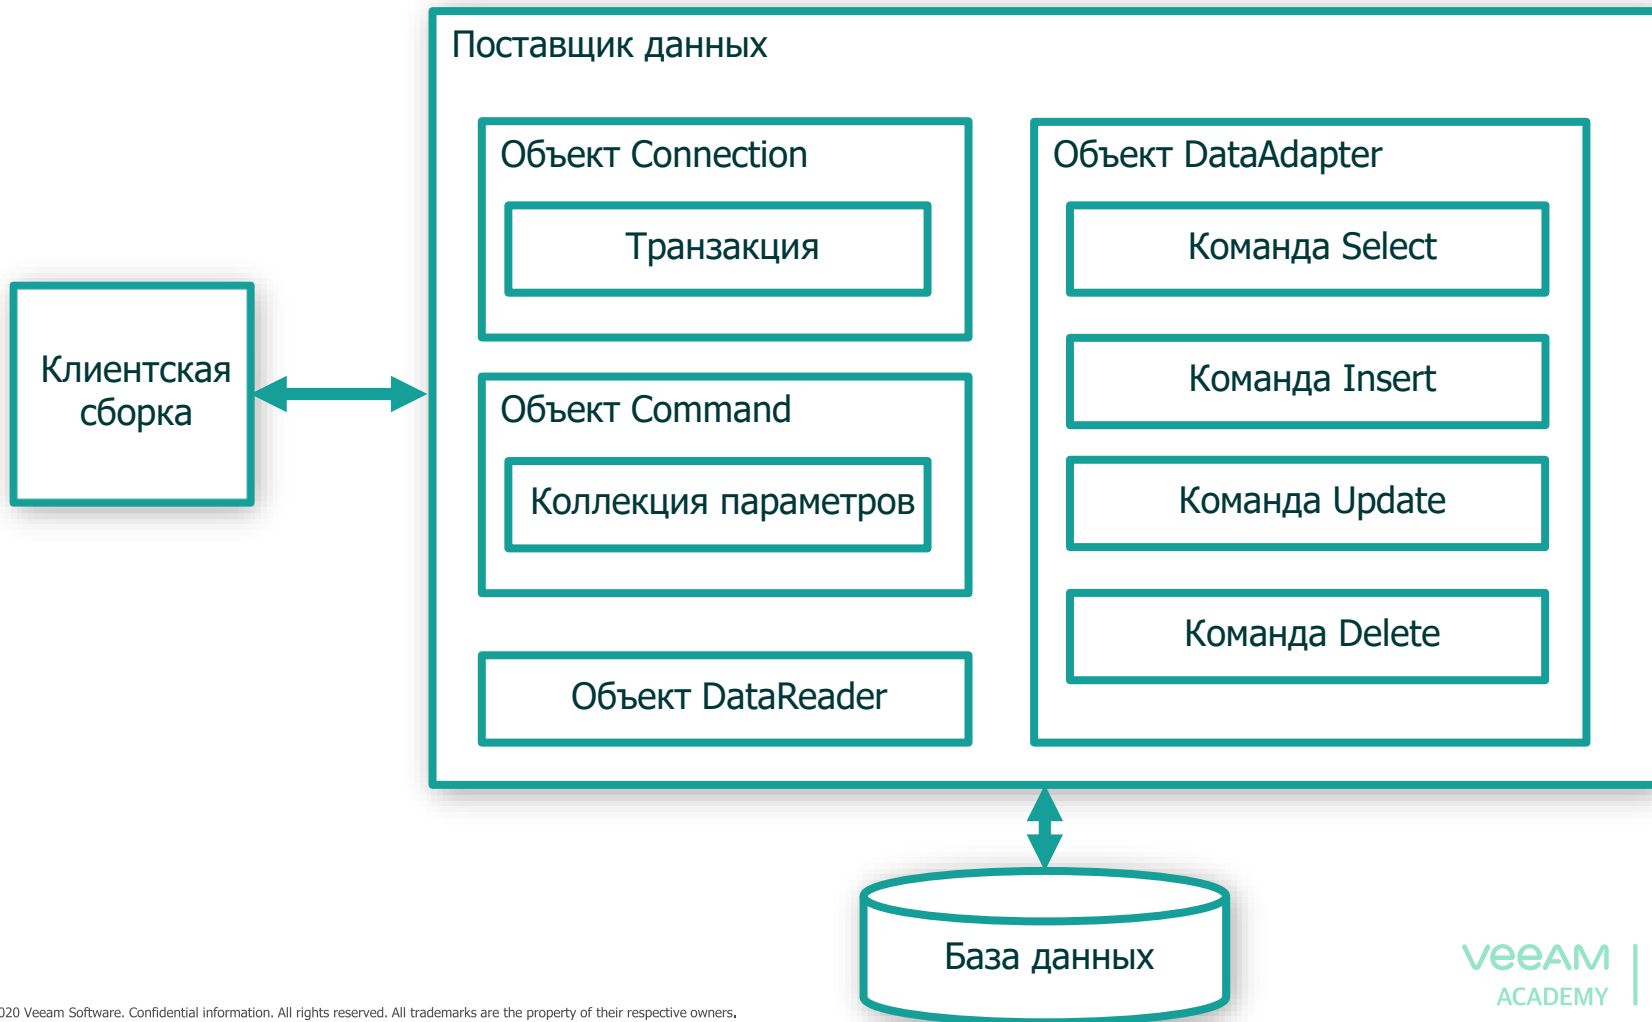 Поставщик данных
Объект Connection
Транзакция
Объект Command
Коллекция параметров
Объект DataReader
Объект DataAdapter
Команда Select
Команда Insert
Команда Update
Команда Delete
Клиентская
сборка
База данных
veeAM
ACADEMY
020 Veeam Software. Confidential information. All rights reserved. All trademarks are the property of their respective owners.